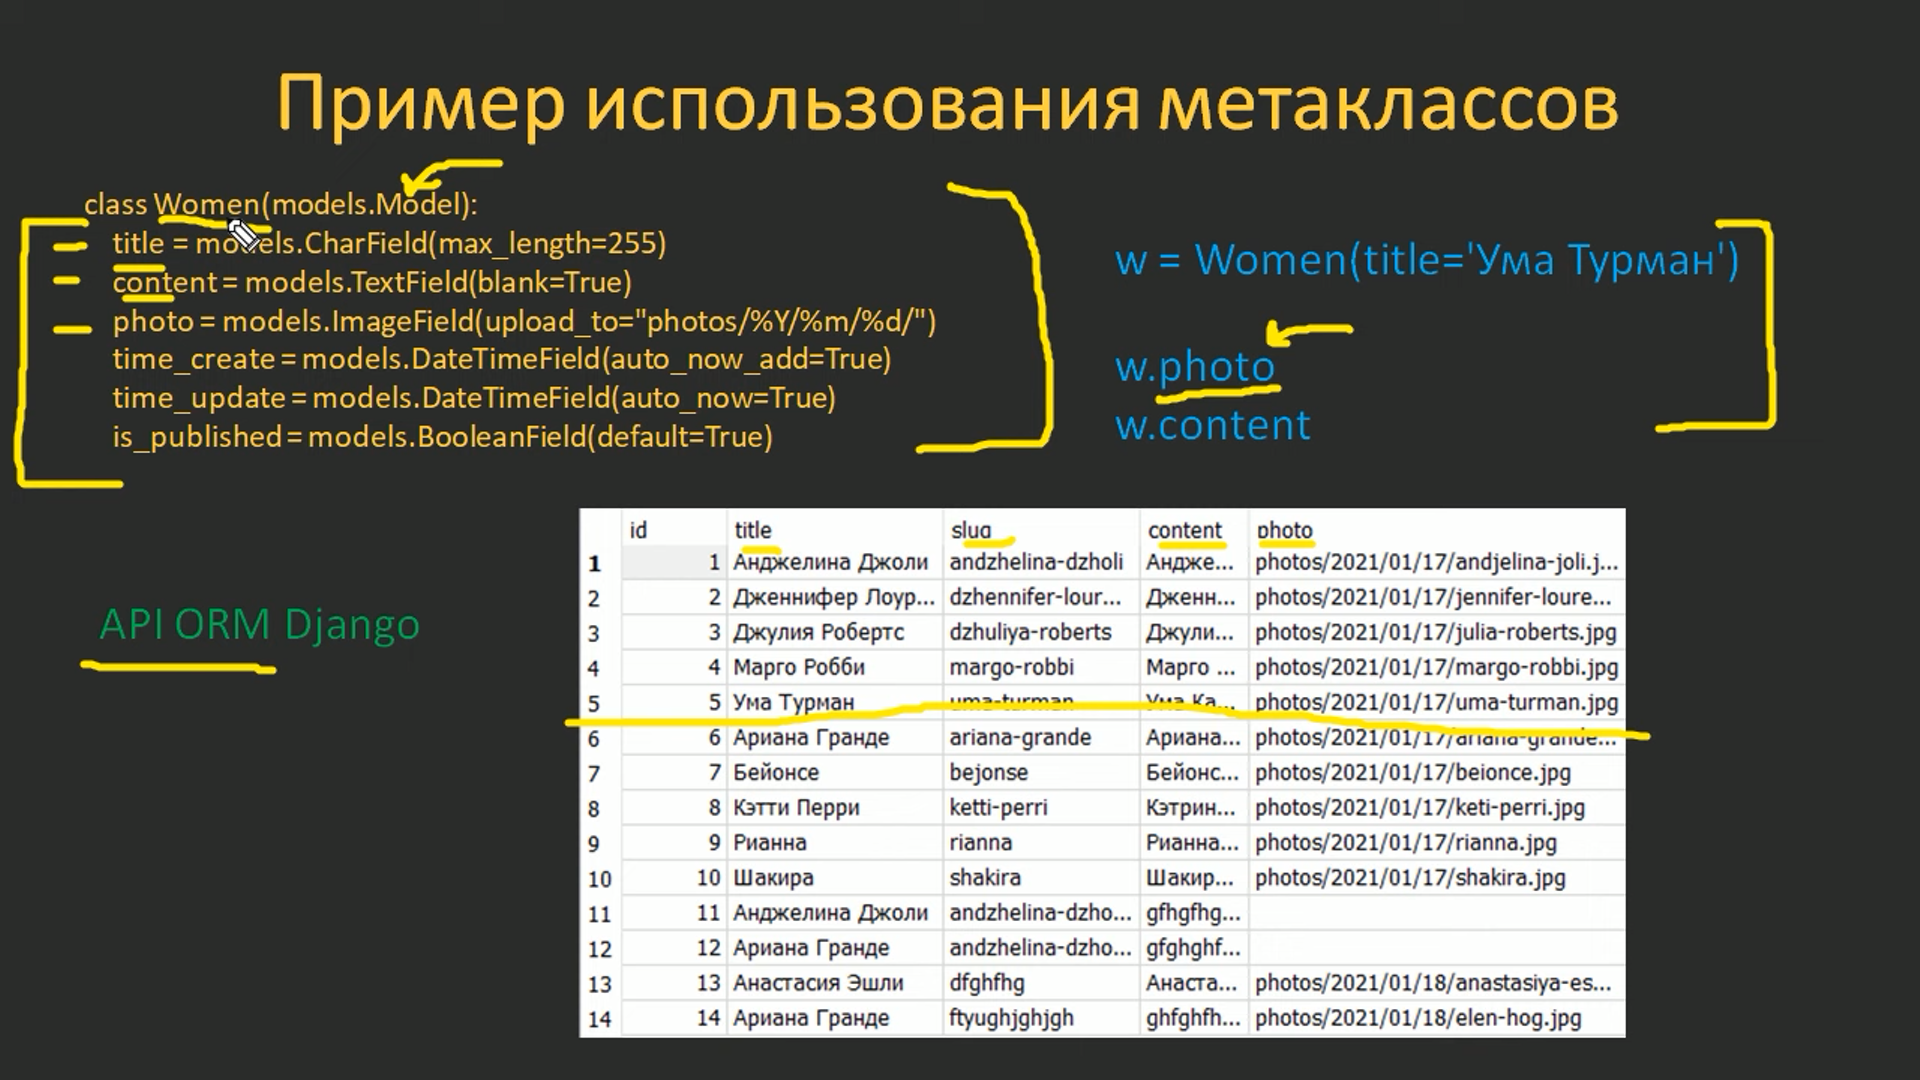 Пример использования метаклассов
class Women(models.Model):
title = models.CharField(max_length=255)
content = models.TextField(blank=True)
photo = models.ImageField(upload_to="photos/%Y/%m/%d/")
time_create = models.DateTimeField(auto_now_add=True)
time_update = models.DateTimeField(auto_now=True)
is_published = models.BooleanField(default=True)
w = Women(title='Ума Турман')
w.photo
w.content
API ORM Django
id title slug content photo
1 1 Анджелина Джоли andzhelina-dzholi Андже... photos/2021/01/17/andjelina-joli.j...
2 2 Дженнифер Лоур... dzhennifer-lour... Дженн... photos/2021/01/17/jennifer-loure...
3 3 Джулия Робертс dzhuliya-roberts Джули... photos/2021/01/17/julia-roberts.jpg
4 4 Марго Робби margo-robbi Марго ... photos/2021/01/17/margo-robbi.jpg
5 5 Ума Турман uma-turman Ума Ка... photos/2021/01/17/uma-turman.jpg
6 6 Ариана Гранде ariana-grande Ариана... photos/2021/01/17/ariana-grande...
7 7 Бейонсе bejonse Бейонс... photos/2021/01/17/beionce.jpg
8 8 Кэтти Перри ketti-perri Кэтрин... photos/2021/01/17/keti-perri.jpg
9 9 Рианна rianna Рианна... photos/2021/01/17/rianna.jpg
10 10 Шакира shakira Шакир... photos/2021/01/17/shakira.jpg
11 11 Анджелина Джоли andzhelina-dzho... gfhgfhg...
12 12 Ариана Гранде andzhelina-dzho... gfghghf...
13 13 Анастасия Эшли dfghfhg Анаста... photos/2021/01/18/anastasiya-es...
14 14 Ариана Гранде ftyughjghjgh ghfghfh... photos/2021/01/18/elen-hog.jpg